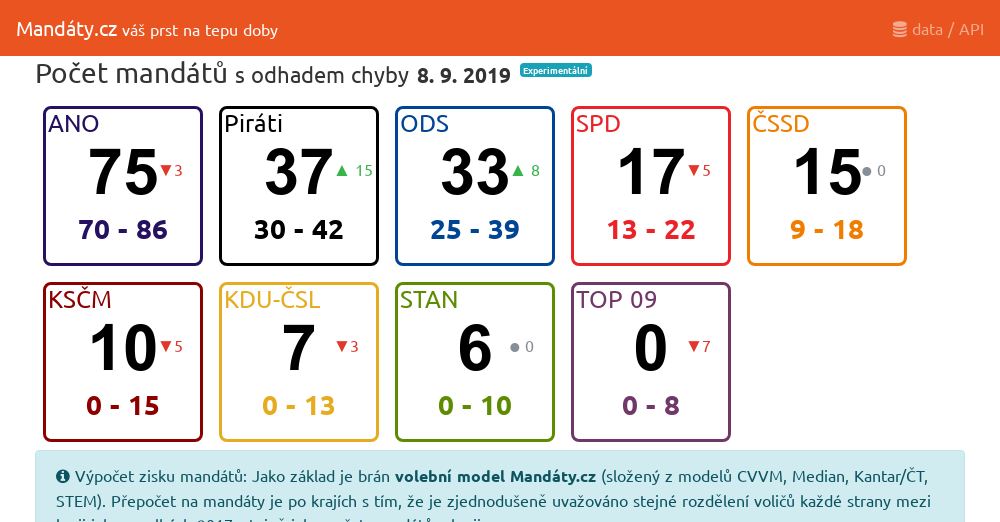 Mandáty.cz váš prst na tepu doby
data / API
Počet mandátů s odhadem chyby 8. 9. 2019 Experimentální
ANO
75 ▼3
70 - 86
Piráti
37 ▲ 15
30 - 42
ODS
33 ▲ 8
25 - 39
SPD
17 ▼5
13 - 22
ČSSD
15 ● 0
9 - 18
KSČM
10 ▼5
0 - 15
KDU-ČSL
7 ▼3
0 - 13
STAN
6 ● 0
0 - 10
TOP 09
0 ▼7
0 - 8
Výpočet zisku mandátů: Jako základ je brán volební model Mandáty.cz (složený z modelů CVVM, Median, Kantar/ČT,
STEM). Přepočet na mandáty je po krajích s tím, že je zjednodušeně uvažováno stejné rozdělení voličů každé strany mezi